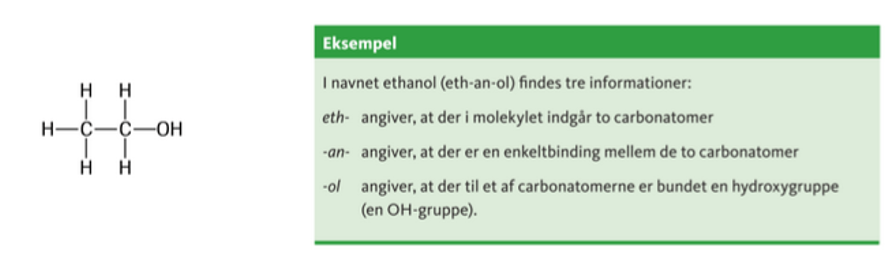 H H
H—C—C—OH
H H
Eksempel
I navnet ethanol (eth-an-ol) findes tre informationer:
eth- angiver, at der i molekylet indgår to carbonatomer
-an- angiver, at der er en enkeltbinding mellem de to carbonatomer
-ol angiver, at der til et af carbonatomerne er bundet en hydroxygruppe
(en OH-gruppe).